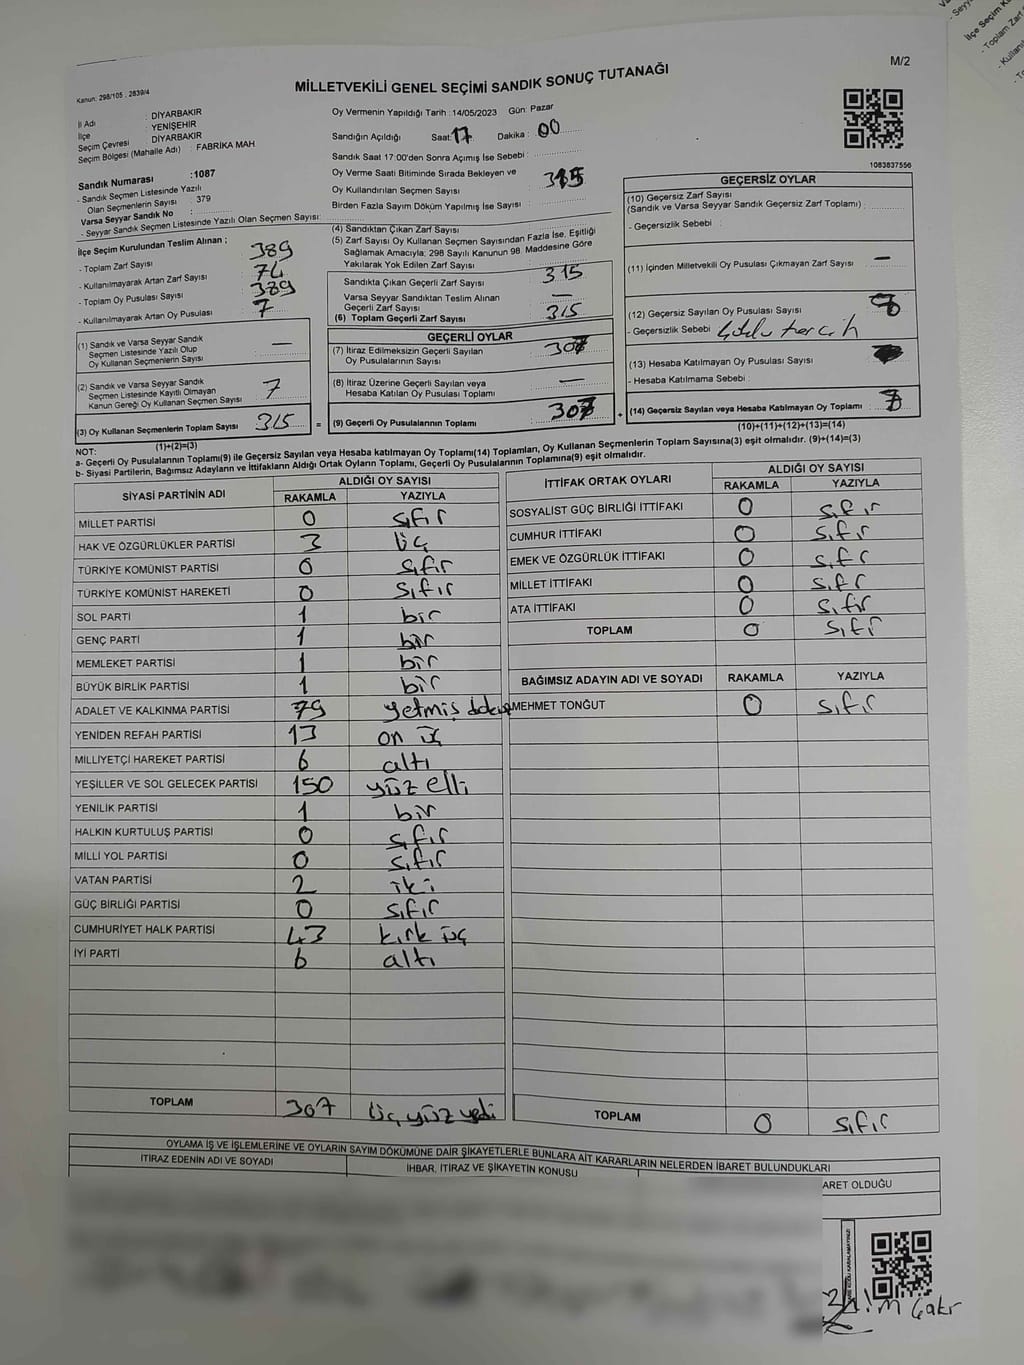 M/2
Kanun: 298/105 , 2839/4
MİLLETVEKİLİ GENEL SEÇİMİ SANDIK SONUÇ TUTANAĞI
İl Adı : DİYARBAKIR
İlçe : YENİŞEHİR
Seçim Çevresi : DİYARBAKIR
Seçim Bölgesi (Mahalle Adı) : FABRİKA MAH
Sandık Numarası :1087
- Sandık Seçmen Listesinde Yazılı
Olan Seçmenlerin Sayısı : 379
Varsa Seyyar Sandık No :
- Seyyar Sandık Seçmen Listesinde Yazılı Olan Seçmen Sayısı:
Oy Vermenin Yapıldığı Tarih : 14/05/2023 Gün: Pazar
Sandığın Açıldığı Saat: 17 Dakika : 00
Sandık Saat 17:00'den Sonra Açımış İse Sebebi :
Oy Verme Saati Bitiminde Sırada Bekleyen ve
Oy Kullandırılan Seçmen Sayısı : 315
Birden Fazla Sayım Döküm Yapılmış İse Sayısı :
1083837556
İlçe Seçim Kurulundan Teslim Alınan ;
- Toplam Zarf Sayısı 389
- Kullanılmayarak Artan Zarf Sayısı 74
- Toplam Oy Pusulası Sayısı 389
- Kullanılmayarak Artan Oy Pusulası 7
(1) Sandık ve Varsa Seyyar Sandık
Seçmen Listesinde Yazılı Olup
Oy Kullanan Seçmenlerin Sayısı —
(2) Sandık ve Varsa Seyyar Sandık
Seçmen Listesinde Kayıtlı Olmayan
Kanun Gereği Oy Kullanan Seçmen Sayısı 7
(3) Oy Kullanan Seçmenlerin Toplam Sayısı 315
(1)+(2)=(3)
(4) Sandıktan Çıkan Zarf Sayısı
(5) Zarf Sayısı Oy Kullanan Seçmen Sayısından Fazla İse, Eşitliği
Sağlamak Amacıyla; 298 Sayılı Kanunun 98. Maddesine Göre
Yakılarak Yok Edilen Zarf Sayısı
Sandıkta Çıkan Geçerli Zarf Sayısı 315
Varsa Seyyar Sandıktan Teslim Alınan
Geçerli Zarf Sayısı —
(6) Toplam Geçerli Zarf Sayısı 315
GEÇERLİ OYLAR
(7) İtiraz Edilmeksizin Geçerli Sayılan
Oy Pusulalarının Sayısı 307
(8) İtiraz Üzerine Geçerli Sayılan veya
Hesaba Katılan Oy Pusulası Toplamı —
= (9) Geçerli Oy Pusulalarının Toplamı 307 +
GEÇERSİZ OYLAR
(10) Geçersiz Zarf Sayısı
(Sandık ve Varsa Seyyar Sandık Geçersiz Zarf Toplamı) :
- Geçersizlik Sebebi :
(11) İçinden Milletvekili Oy Pusulası Çıkmayan Zarf Sayısı —
(12) Geçersiz Sayılan Oy Pusulası Sayısı 8
- Geçersizlik Sebebi
(13) Hesaba Katılmayan Oy Pusulası Sayısı
- Hesaba Katılmama Sebebi :
(14) Geçersiz Sayılan veya Hesaba Katılmayan Oy Toplamı 8
(10)+(11)+(12)+(13)=(14)
NOT:
a- Geçerli Oy Pusulalarının Toplamı(9) ile Geçersiz Sayılan veya Hesaba katılmayan Oy Toplamı(14) Toplamları, Oy Kullanan Seçmenlerin Toplam Sayısına(3) eşit olmalıdır. (9)+(14)=(3)
b- Siyasi Partilerin, Bağımsız Adayların ve İttifakların Aldığı Ortak Oyların Toplamı, Geçerli Oy Pusulalarının Toplamına(9) eşit olmalıdır.
SİYASİ PARTİNİN ADI ALDIĞI OY SAYISI
RAKAMLA YAZIYLA
MİLLET PARTİSİ 0 sıfır
HAK VE ÖZGÜRLÜKLER PARTİSİ 3 üç
TÜRKİYE KOMÜNİST PARTİSİ 0 sıfır
TÜRKİYE KOMÜNİST HAREKETİ 0 sıfır
SOL PARTİ 1 bir
GENÇ PARTİ 1 bir
MEMLEKET PARTİSİ 1 bir
BÜYÜK BİRLİK PARTİSİ 1 bir
ADALET VE KALKINMA PARTİSİ 79 yetmiş dokuz
YENİDEN REFAH PARTİSİ 13 on üç
MİLLİYETÇİ HAREKET PARTİSİ 6 altı
YEŞİLLER VE SOL GELECEK PARTİSİ 150 yüz elli
YENİLİK PARTİSİ 1 bir
HALKIN KURTULUŞ PARTİSİ 0 sıfır
MİLLİ YOL PARTİSİ 0 sıfır
VATAN PARTİSİ 2 iki
GÜÇ BİRLİĞİ PARTİSİ 0 sıfır
CUMHURİYET HALK PARTİSİ 43 kırk üç
İYİ PARTİ 6 altı
TOPLAM 307 üç yüz yedi
İTTİFAK ORTAK OYLARI ALDIĞI OY SAYISI
RAKAMLA YAZIYLA
SOSYALİST GÜÇ BİRLİĞİ İTTİFAKI 0 sıfır
CUMHUR İTTİFAKI 0 sıfır
EMEK VE ÖZGÜRLÜK İTTİFAKI 0 sıfır
MİLLET İTTİFAKI 0 sıfır
ATA İTTİFAKI 0 sıfır
TOPLAM 0 sıfır
BAĞIMSIZ ADAYIN ADI VE SOYADI RAKAMLA YAZIYLA
MEHMET TONĞUT 0 sıfır
TOPLAM 0 sıfır
OYLAMA İŞ VE İŞLEMLERİNE VE OYLARIN SAYIM DÖKÜMÜNE DAİR ŞİKAYETLERLE BUNLARA AİT KARARLARIN NELERDEN İBARET BULUNDUKLARI
İTİRAZ EDENİN ADI VE SOYADI İHBAR, İTİRAZ VE ŞİKAYETİN KONUSU ARET OLDUĞU